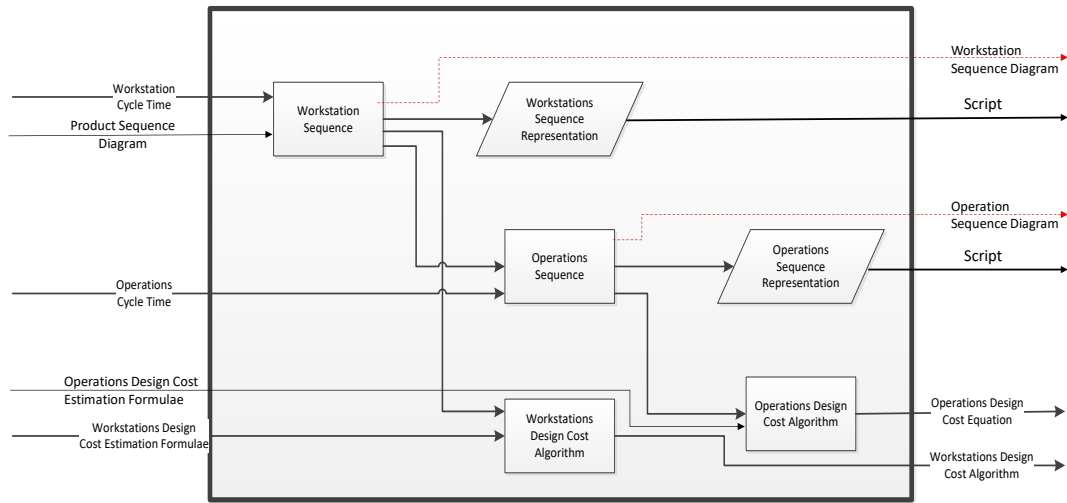 Workstation
Sequence Diagram
Workstation
Cycle Time
Workstations
Sequence
Representation
Workstation
Sequence
Script
Product Sequence
Diagram
Operation
Sequence Diagram
Operations
Sequence
Operations
Sequence
Representation
Script
Operations
Cycle Time
Operations Design Cost
Estimation Formulae
Operations Design
Cost Algorithm
Operations Design
Cost Equation
Workstations Design
Cost Estimation Formulae
Workstations
Design Cost
Algorithm
Workstations Design
Cost Algorithm